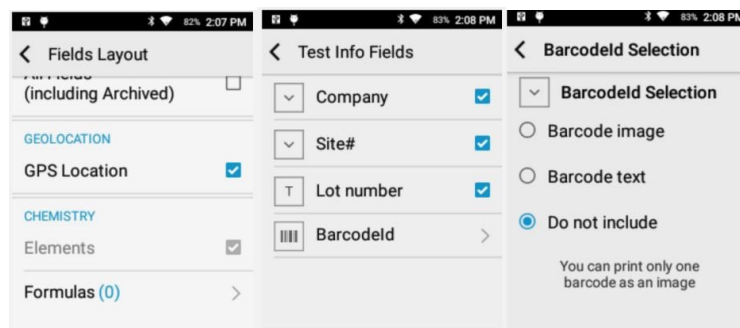 82% 2:07 PM
Fields Layout
All Fields
(including Archived)
GEOLOCATION
GPS Location
CHEMISTRY
Elements
Formulas (0)
83% 2:08 PM
Test Info Fields
Company
Site#
T Lot number
BarcodeId
83% 2:08 PM
BarcodeId Selection
BarcodeId Selection
Barcode image
Barcode text
Do not include
You can print only one
barcode as an image